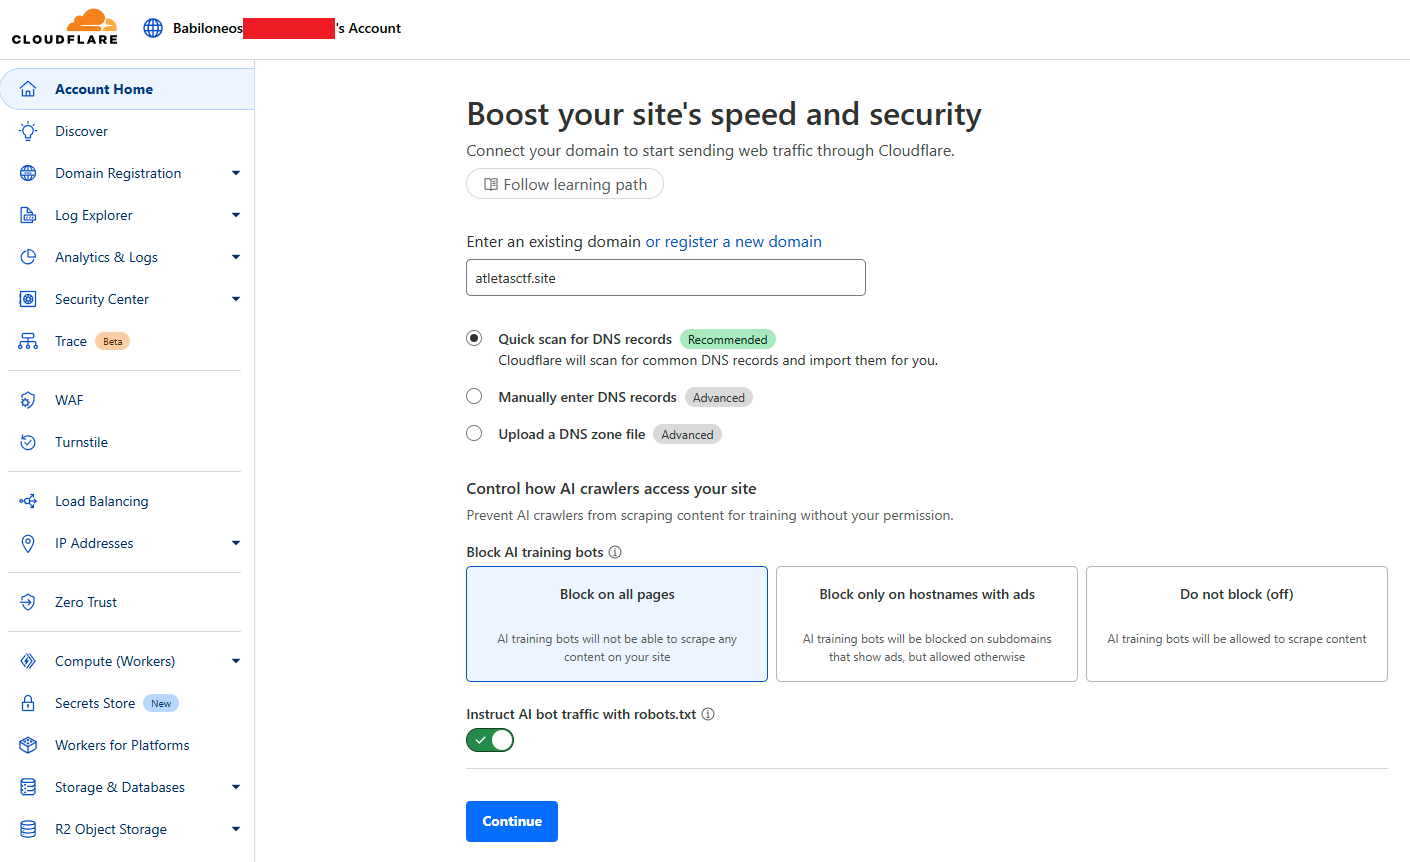 CLOUDFLARE
Babiloneos 's Account
Account Home
Discover
Domain Registration
Log Explorer
Analytics & Logs
Security Center
Trace Beta
WAF
Turnstile
Load Balancing
IP Addresses
Zero Trust
Compute (Workers)
Secrets Store New
Workers for Platforms
Storage & Databases
R2 Object Storage
Boost your site's speed and security
Connect your domain to start sending web traffic through Cloudflare.
Follow learning path
Enter an existing domain or register a new domain
atletasctf.site
Quick scan for DNS records Recommended
Cloudflare will scan for common DNS records and import them for you.
Manually enter DNS records Advanced
Upload a DNS zone file Advanced
Control how AI crawlers access your site
Prevent AI crawlers from scraping content for training without your permission.
Block AI training bots
Block on all pages
AI training bots will not be able to scrape any
content on your site
Block only on hostnames with ads
AI training bots will be blocked on subdomains
that show ads, but allowed otherwise
Do not block (off)
AI training bots will be allowed to scrape content
Instruct AI bot traffic with robots.txt
Continue